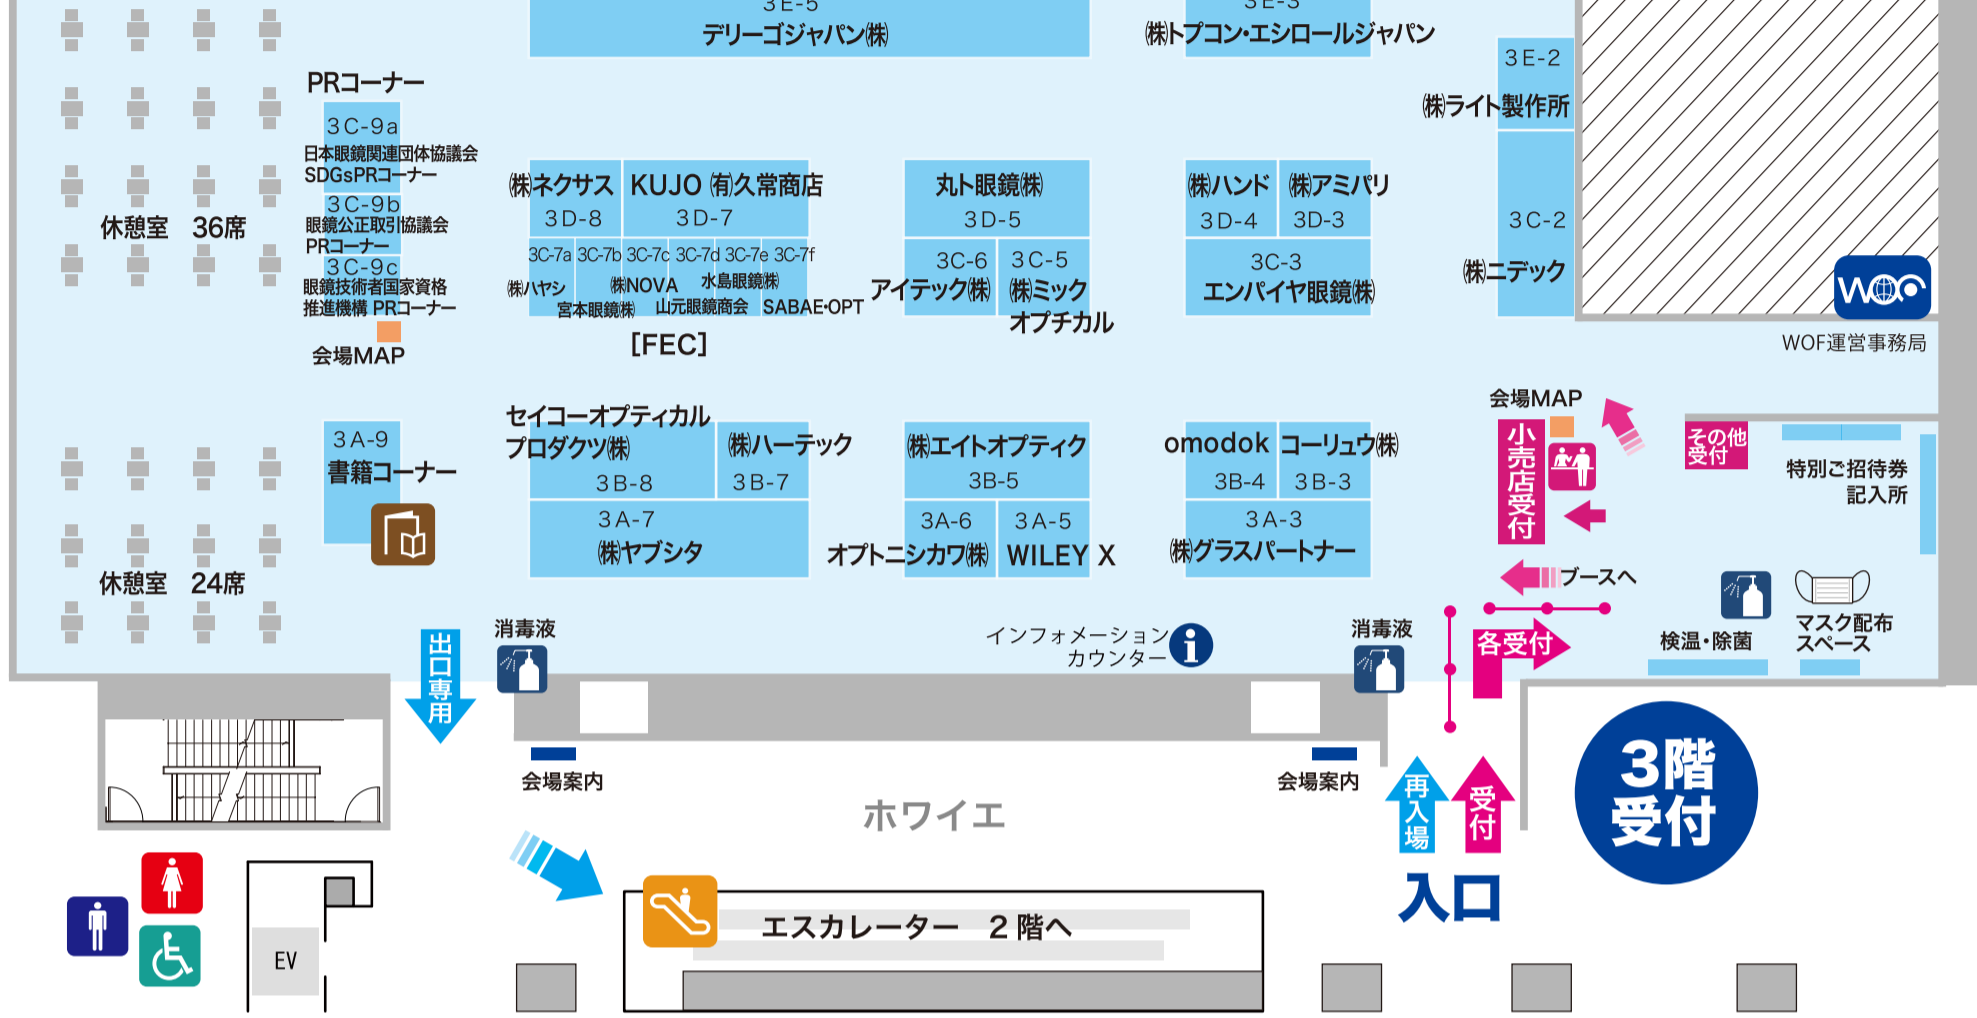 3E-5
デリーゴジャパン㈱
3E-3
㈱トプコン・エシロールジャパン
3E-2
㈱ライト製作所
PRコーナー
3C-9a
日本眼鏡関連団体協議会
SDGsPRコーナー
3C-9b
眼鏡公正取引協議会
PRコーナー
3C-9c
眼鏡技術者国家資格
推進機構 PRコーナー
会場MAP
休憩室 36席
㈱ネクサス
3D-8
KUJO ㈲久常商店
3D-7
3C-7a
㈱ハヤシ
3C-7b
宮本眼鏡㈱
3C-7c
㈱NOVA
3C-7d
山元眼鏡商会
3C-7e
水島眼鏡㈱
3C-7f
SABAE・OPT
[FEC]
丸ト眼鏡㈱
3D-5
3C-6
アイテック㈱
3C-5
㈱ミック
オプチカル
㈱ハンド
3D-4
㈱アミパリ
3D-3
3C-3
エンパイヤ眼鏡㈱
3C-2
㈱ニデック
WOF
WOF運営事務局
3A-9
書籍コーナー
休憩室 24席
セイコーオプティカル
プロダクツ㈱
3B-8
㈱ハーテック
3B-7
3A-7
㈱ヤブシタ
㈱エイトオプティク
3B-5
3A-6
オプトニシカワ㈱
3A-5
WILEY X
omodok
3B-4
コーリュウ㈱
3B-3
3A-3
㈱グラスパートナー
会場MAP
小売店受付
その他
受付
特別ご招待券
記入所
ブースへ
各受付
検温・除菌
マスク配布
スペース
出口専用
消毒液
インフォメーション
カウンター
i
消毒液
会場案内
会場案内
ホワイエ
再入場
受付
入口
3階
受付
エスカレーター 2階へ
EV